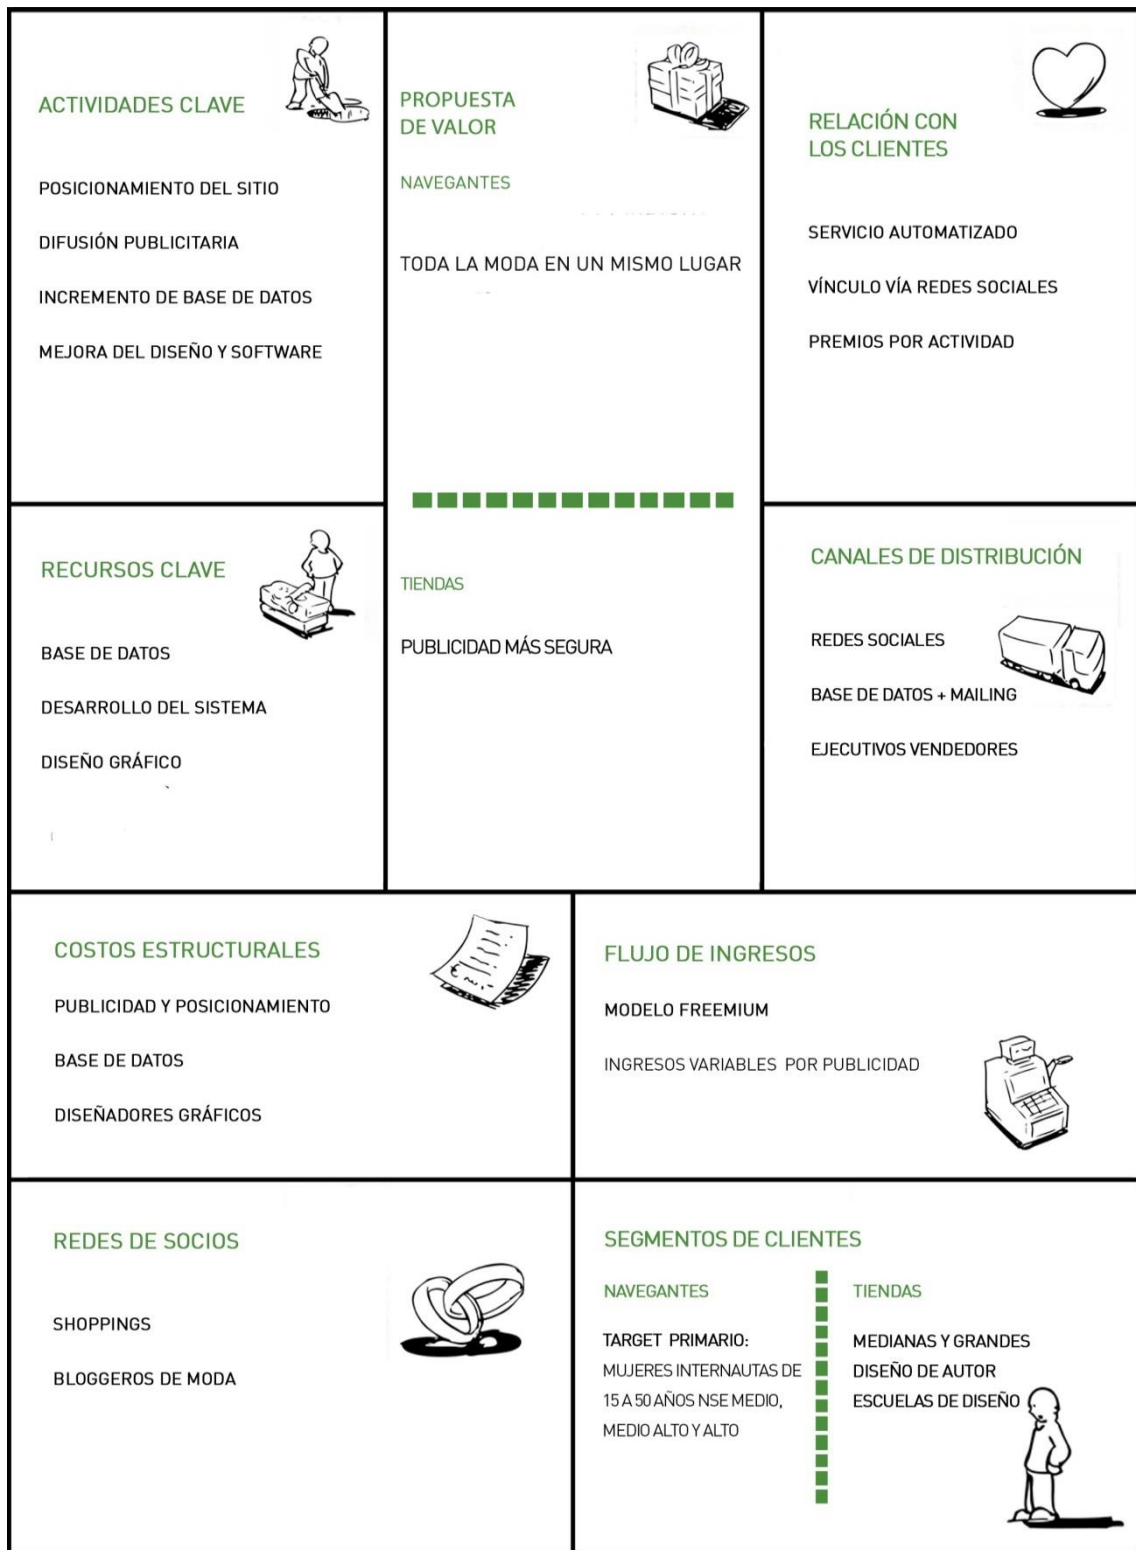 ACTIVIDADES CLAVE
POSICIONAMIENTO DEL SITIO
DIFUSIÓN PUBLICITARIA
INCREMENTO DE BASE DE DATOS
MEJORA DEL DISEÑO Y SOFTWARE
PROPUESTA
DE VALOR
NAVEGANTES
TODA LA MODA EN UN MISMO LUGAR
TIENDAS
PUBLICIDAD MÁS SEGURA
RELACIÓN CON
LOS CLIENTES
SERVICIO AUTOMATIZADO
VÍNCULO VÍA REDES SOCIALES
PREMIOS POR ACTIVIDAD
RECURSOS CLAVE
BASE DE DATOS
DESARROLLO DEL SISTEMA
DISEÑO GRÁFICO
CANALES DE DISTRIBUCIÓN
REDES SOCIALES
BASE DE DATOS + MAILING
EJECUTIVOS VENDEDORES
COSTOS ESTRUCTURALES
PUBLICIDAD Y POSICIONAMIENTO
BASE DE DATOS
DISEÑADORES GRÁFICOS
FLUJO DE INGRESOS
MODELO FREEMIUM
INGRESOS VARIABLES POR PUBLICIDAD
REDES DE SOCIOS
SHOPPINGS
BLOGGEROS DE MODA
SEGMENTOS DE CLIENTES
NAVEGANTES
TARGET PRIMARIO:
MUJERES INTERNAUTAS DE
15 A 50 AÑOS NSE MEDIO,
MEDIO ALTO Y ALTO
TIENDAS
MEDIANAS Y GRANDES
DISEÑO DE AUTOR
ESCUELAS DE DISEÑO